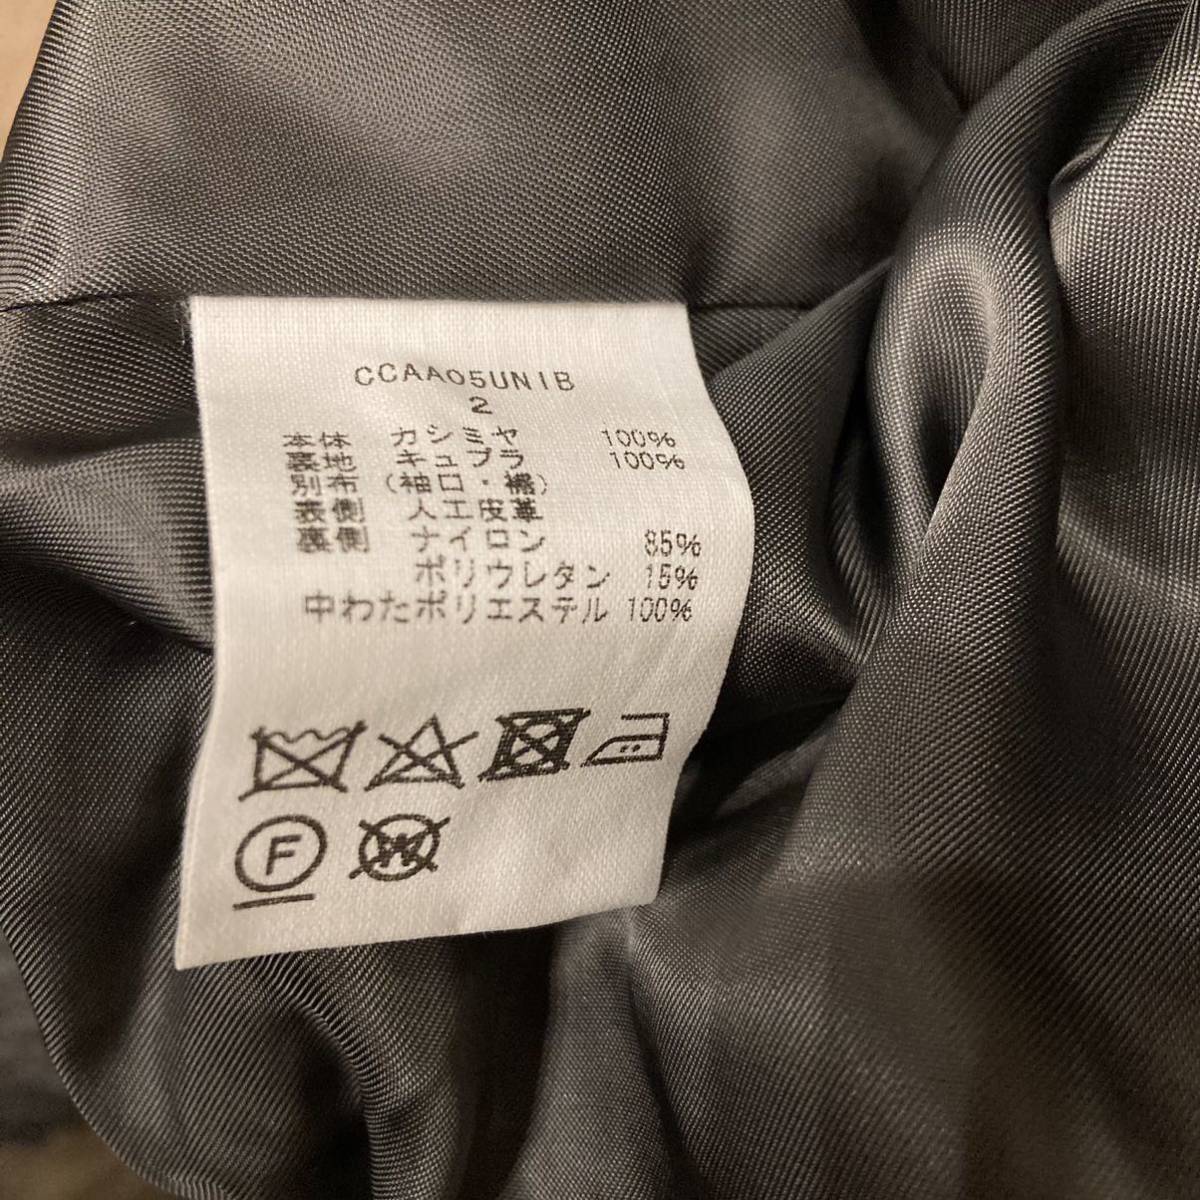 CCAA05UNIB
2
本体 カシミヤ 100%
裏地 キュプラ 100%
別布（袖口・裾）
表側 人工皮革
裏側 ナイロン 85%
ポリウレタン 15%
中わたポリエステル 100%
F
W